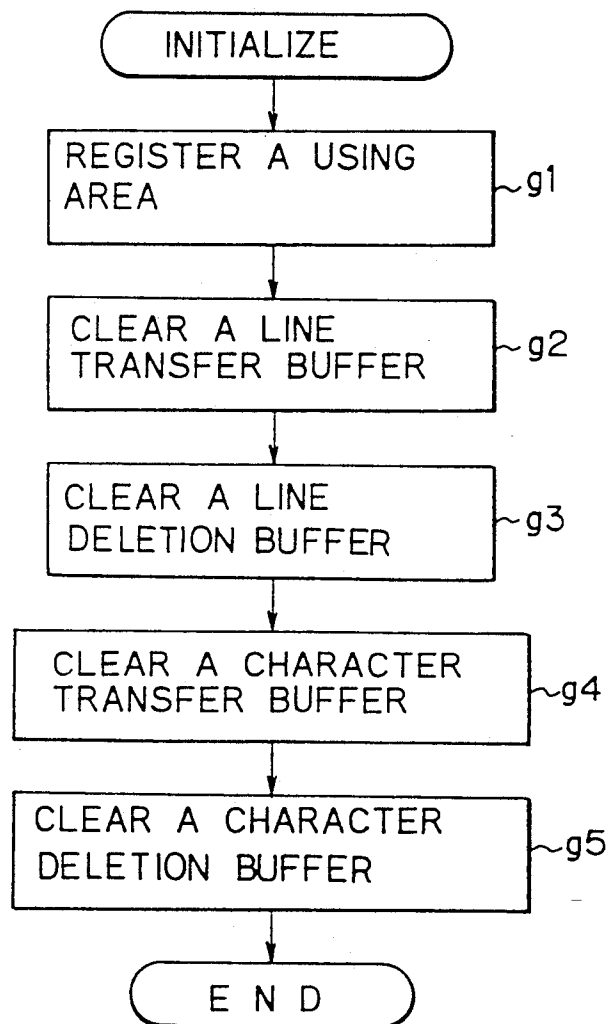 INITIALIZE
REGISTER A USING
AREA
g1
CLEAR A LINE
TRANSFER BUFFER
g2
CLEAR A LINE
DELETION BUFFER
g3
CLEAR A CHARACTER
TRANSFER BUFFER
g4
CLEAR A CHARACTER
DELETION BUFFER
g5
END